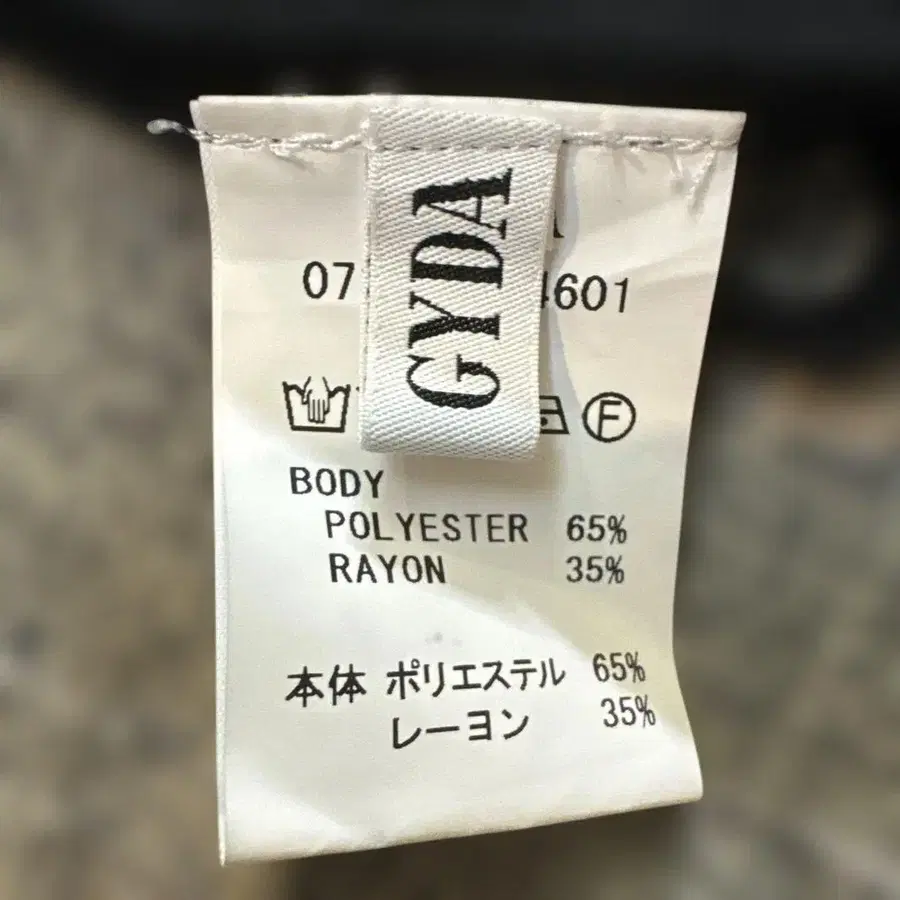 GYDA
07
4601
F
BODY
POLYESTER 65%
RAYON 35%
本体 ポリエステル 65%
レーヨン 35%